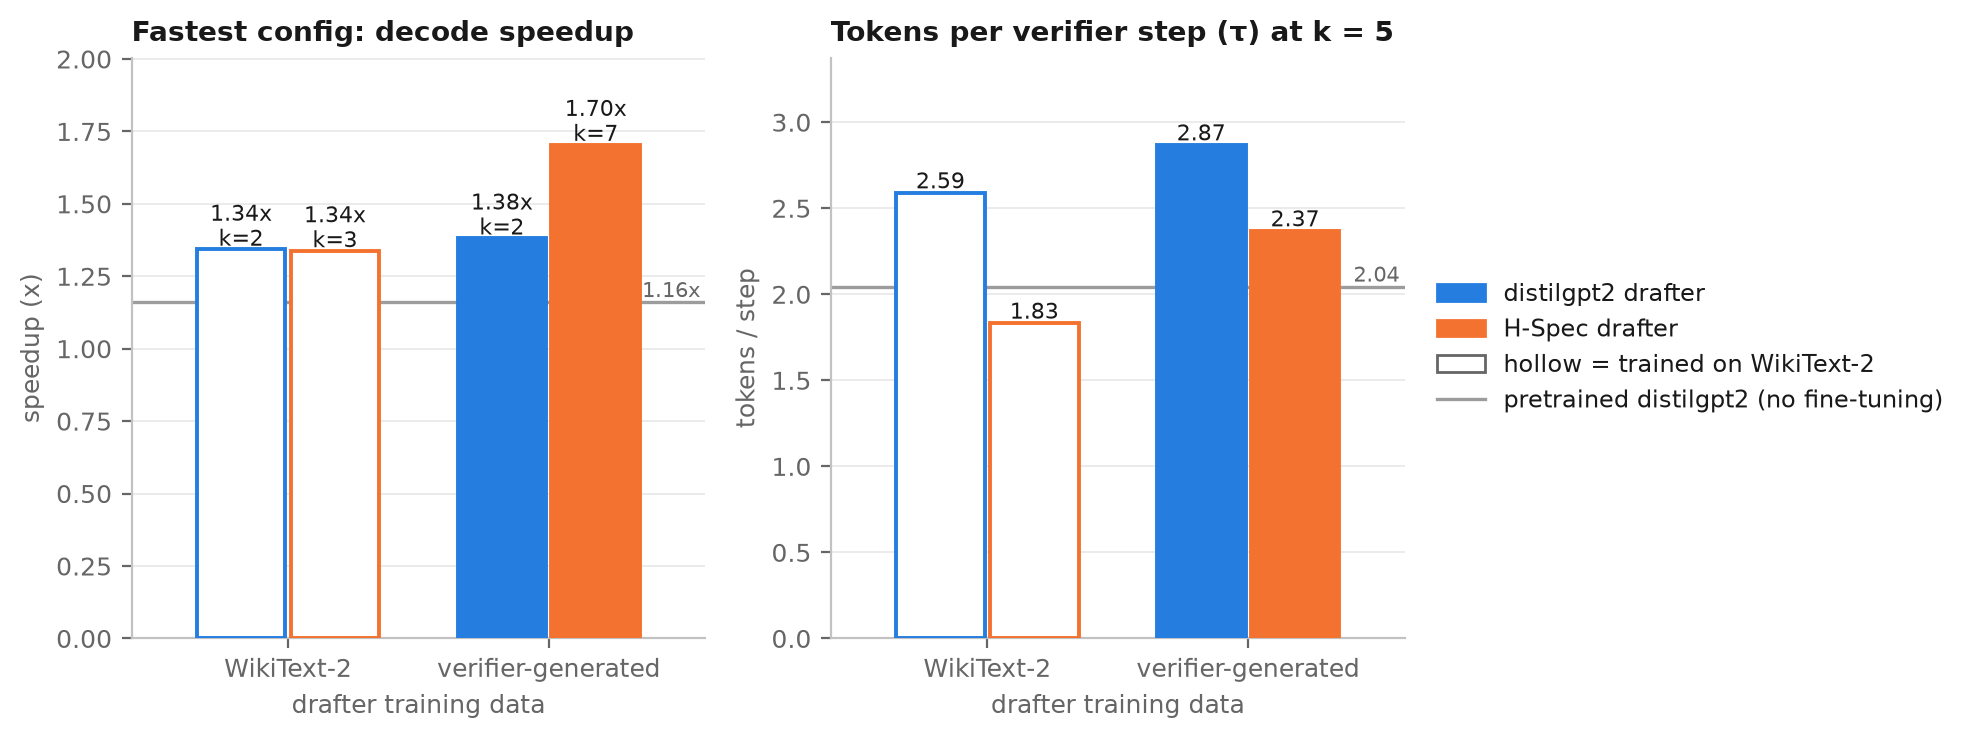 Fastest config: decode speedup
2.00
1.75
1.50
1.25
1.00
0.75
0.50
0.25
0.00
speedup (x)
1.34x
k=2
1.34x
k=3
1.38x
k=2
1.70x
k=7
1.16x
WikiText-2
verifier-generated
drafter training data
Tokens per verifier step (τ) at k = 5
3.0
2.5
2.0
1.5
1.0
0.5
0.0
tokens / step
2.59
1.83
2.87
2.37
2.04
WikiText-2
verifier-generated
drafter training data
distilgpt2 drafter
H-Spec drafter
hollow = trained on WikiText-2
pretrained distilgpt2 (no fine-tuning)